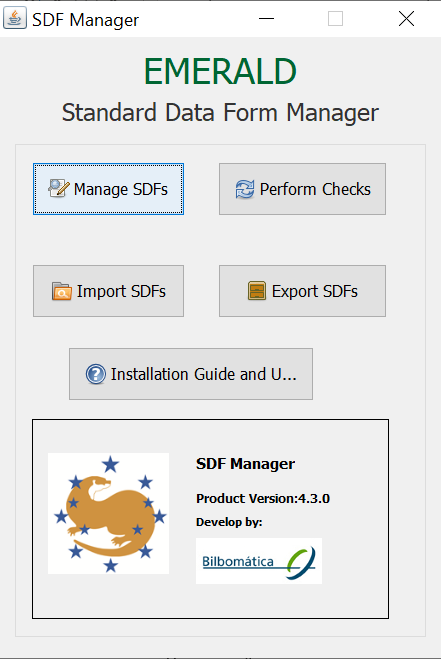 SDF Manager
EMERALD
Standard Data Form Manager
Manage SDFs
Perform Checks
Import SDFs
Export SDFs
Installation Guide and U...
SDF Manager
Product Version:4.3.0
Develop by:
Bilbomática